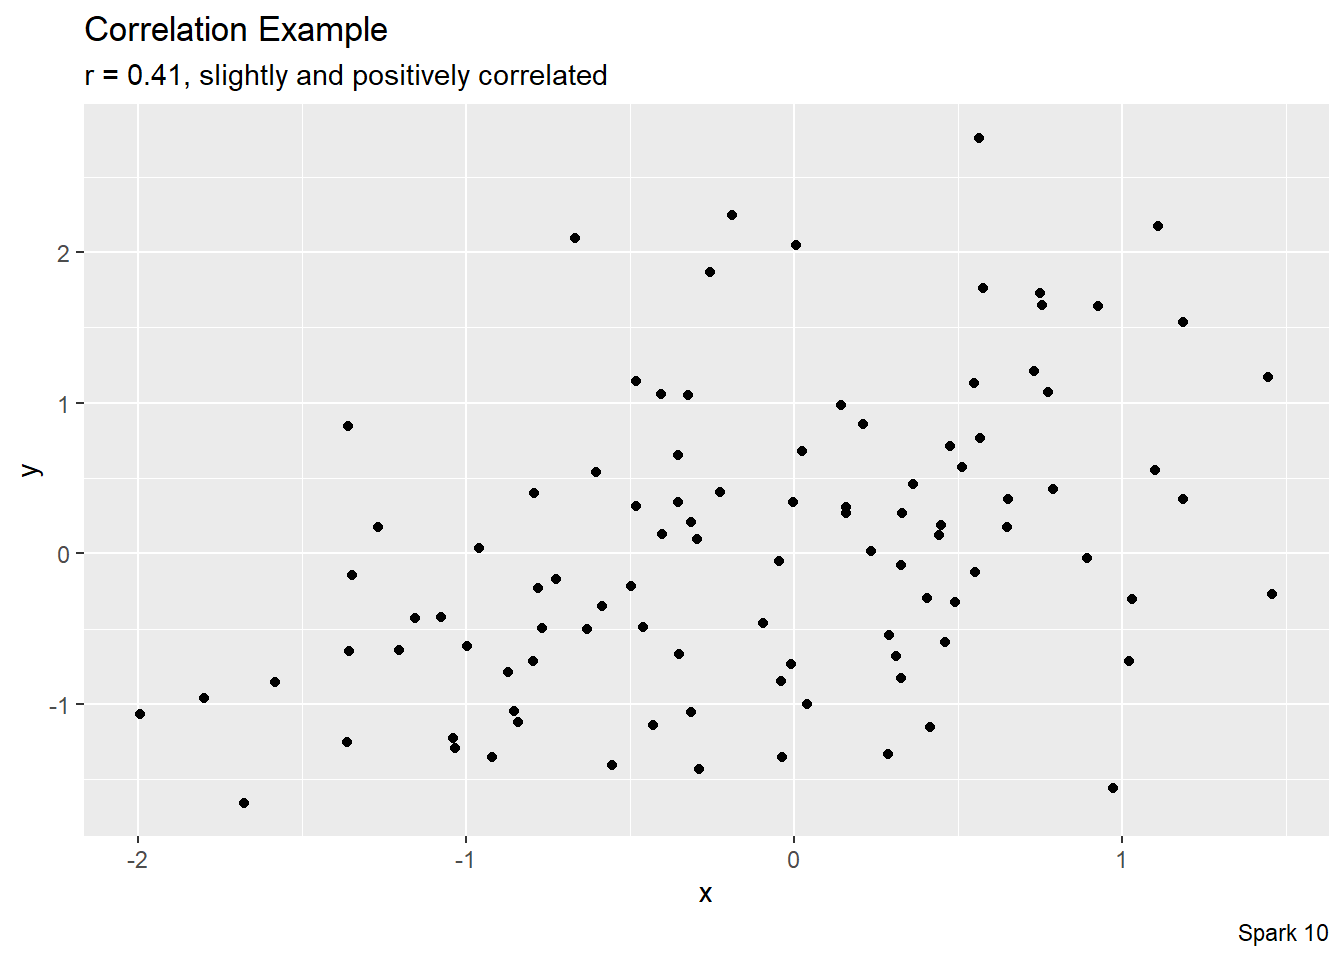 Correlation Example
r = 0.41, slightly and positively correlated
2
1
0
-1
y
-2
-1
0
1
x
Spark 10